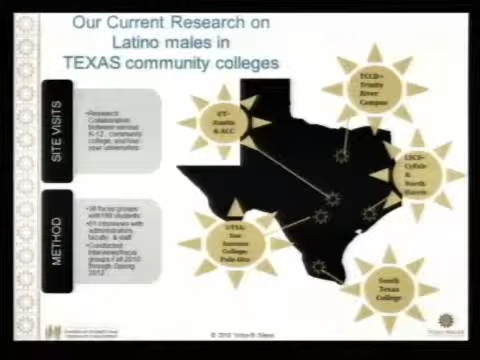 Our Current Research on
Latino males in
TEXAS community colleges
SITE VISITS
•Research
Collaboration
between various
K-12, community
college, and four-
year universities
METHOD
with 188 students
interviews with
administrators,
faculty, & staff
•Conducted
interviews/focus
groups Fall 2010
through Spring
2012
UT-
Austin
& ACC
TCCD-
Trinity
River
Campus
LSCS-
CyFair
&
North
Harris
UTSA,
San
Antonio
College,
Palo Alto
South
Texas
College